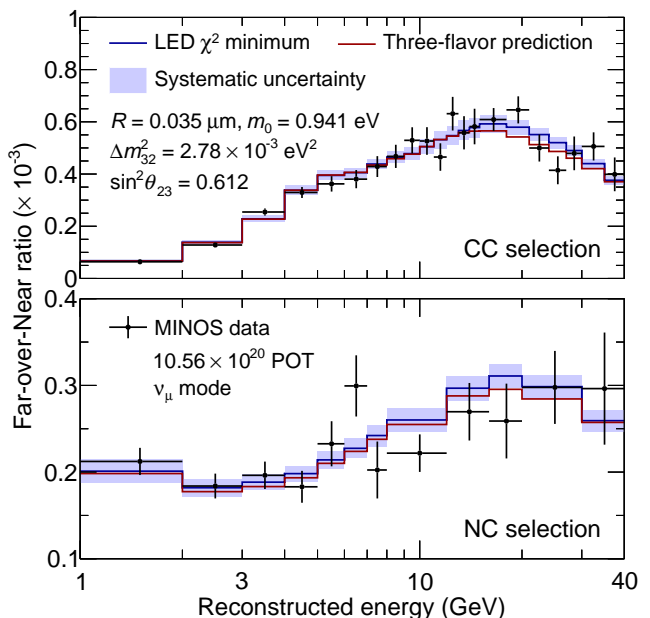 Far-over-Near ratio (× 10⁻³)
1
0.8
0.6
0.4
0.2
0
LED χ² minimum
Three-flavor prediction
Systematic uncertainty
R = 0.035 μm, m₀ = 0.941 eV
Δm²₃₂ = 2.78 × 10⁻³ eV²
sin²θ₂₃ = 0.612
CC selection
0.4
0.3
0.2
0.1
MINOS data
10.56 × 10²⁰ POT
νμ mode
NC selection
1
3
10
40
Reconstructed energy (GeV)